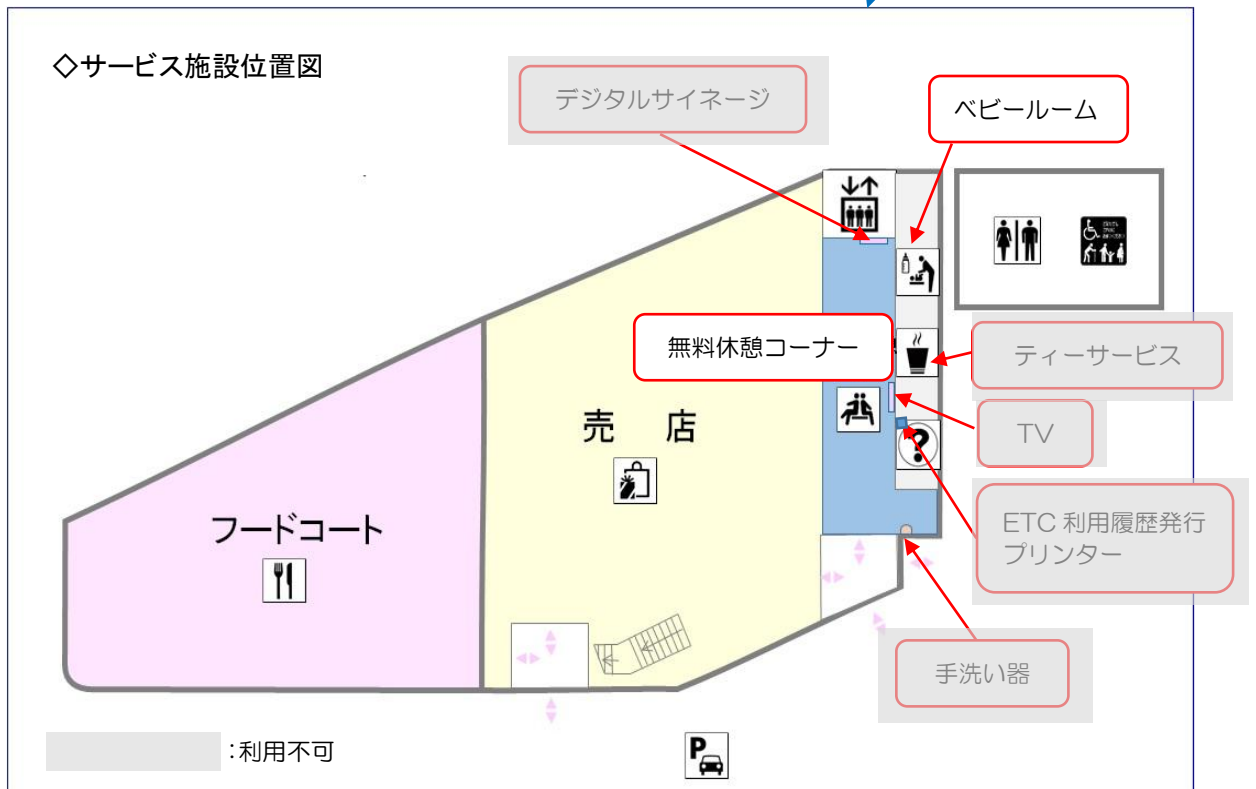 ◇サービス施設位置図
デジタルサイネージ
ベビールーム
無料休憩コーナー
ティーサービス
売 店
TV
?
フードコート
ETC 利用履歴発行
プリンター
手洗い器
:利用不可
P